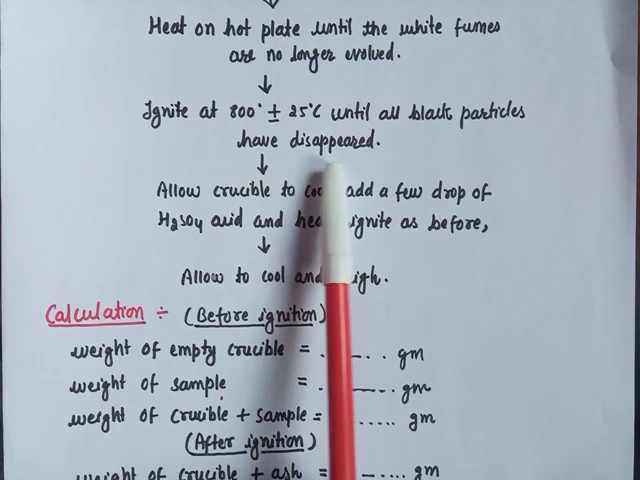 Heat on hot plate until the white fumes
are no longer evolved.
↓
Ignite at 800° ± 25°C until all black particles
have disappeared.
↓
Allow crucible to add a few drop of
H2SO4 acid and ignite as before,
↓
Allow to cool and
Calculation ÷ (Before ignition)
weight of empty crucible = ..... gm
weight of sample = ..... gm
weight of crucible + sample = ..... gm
(After ignition)
weight of crucible + ash = ..... gm